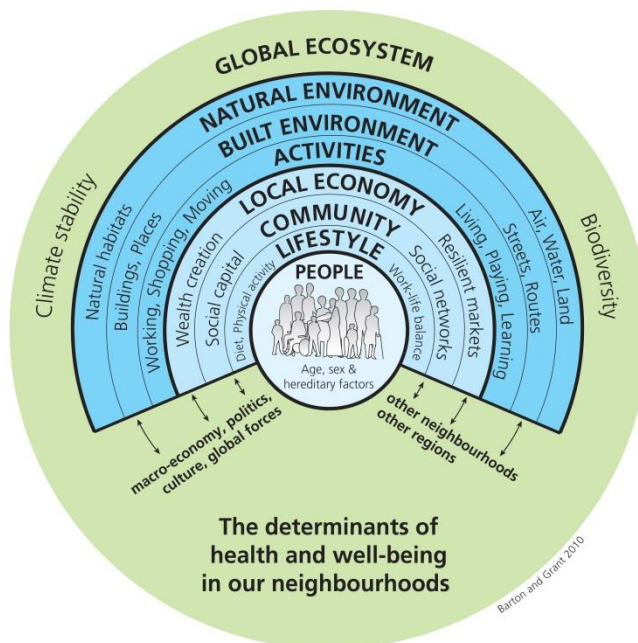 GLOBAL ECOSYSTEM
NATURAL ENVIRONMENT
BUILT ENVIRONMENT
ACTIVITIES
LOCAL ECONOMY
COMMUNITY
LIFESTYLE
PEOPLE
Age, sex &
hereditary factors
Climate stability
Natural habitats
Buildings, Places
Working, Shopping, Moving
Wealth creation
Social capital
Diet, Physical activity
Work-life balance
Social networks
Resilient markets
Living, Playing, Learning
Streets, Routes
Air, Water, Land
Biodiversity
macro-economy, politics,
culture, global forces
other neighbourhoods
other regions
The determinants of
health and well-being
in our neighbourhoods
Barton and Grant 2010